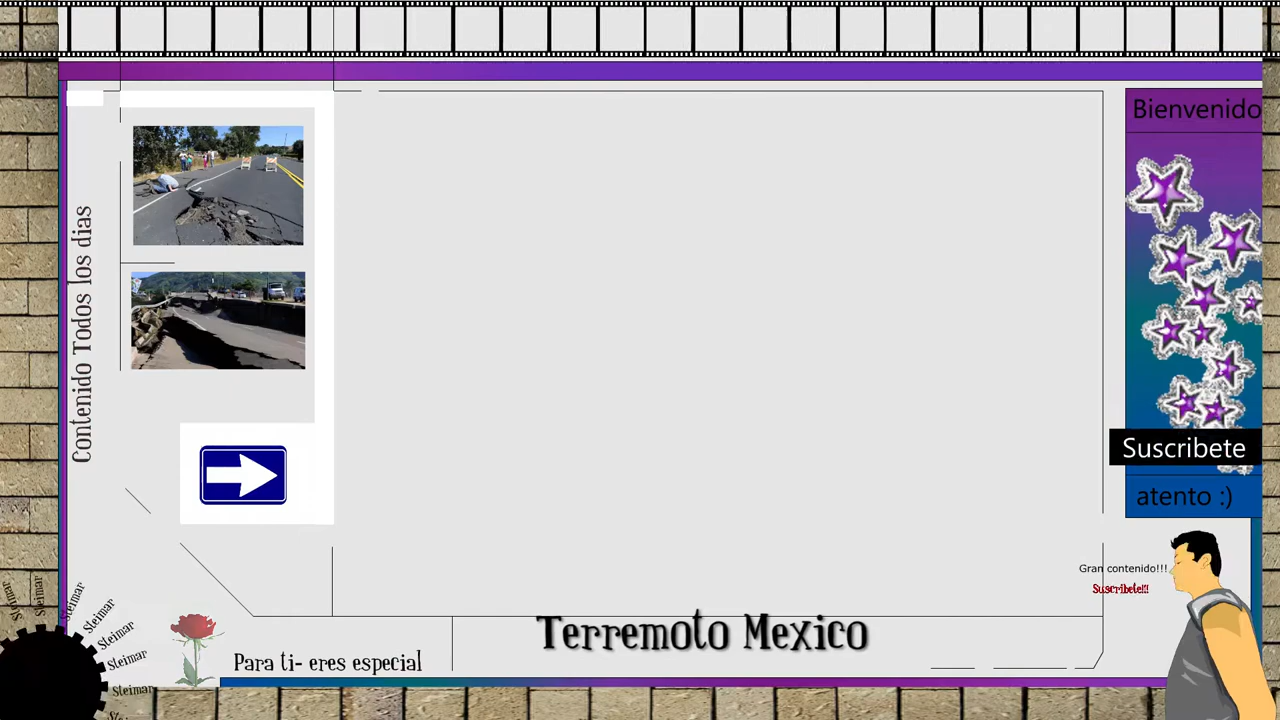 Bienvenido
Contenido Todos los dias
Suscribete
atento :)
Gran contenido!!!
Suscribete!!!
Terremoto Mexico
Para ti- eres especial
Steimar
Steimar
Steimar
Steimar
Steimar
Steimar
Steimar